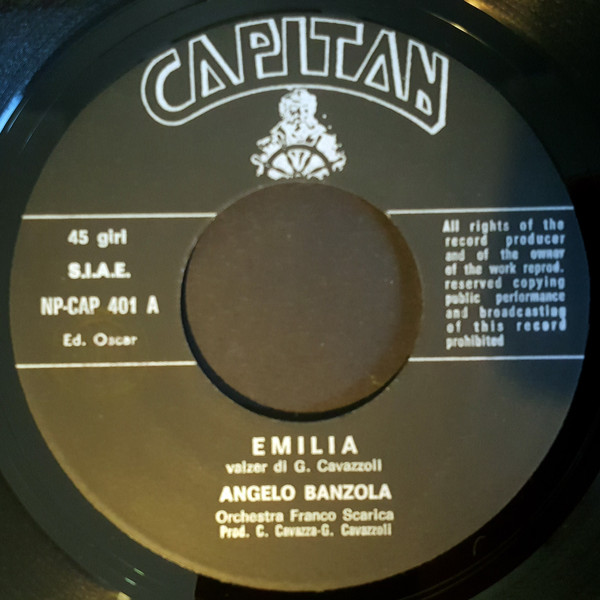 CAPITAN
45 giri
S.I.A.E.
NP-CAP 401 A
Ed. Oscar
All rights of the
record producer
and of the owner
of the work reprod.
reserved copying
public performance
and broadcasting
of this record
prohibited
EMILIA
valzer di G. Cavazzoli
ANGELO BANZOLA
Orchestra Franco Scarica
Prod. C. Cavazza-G. Cavazzoli